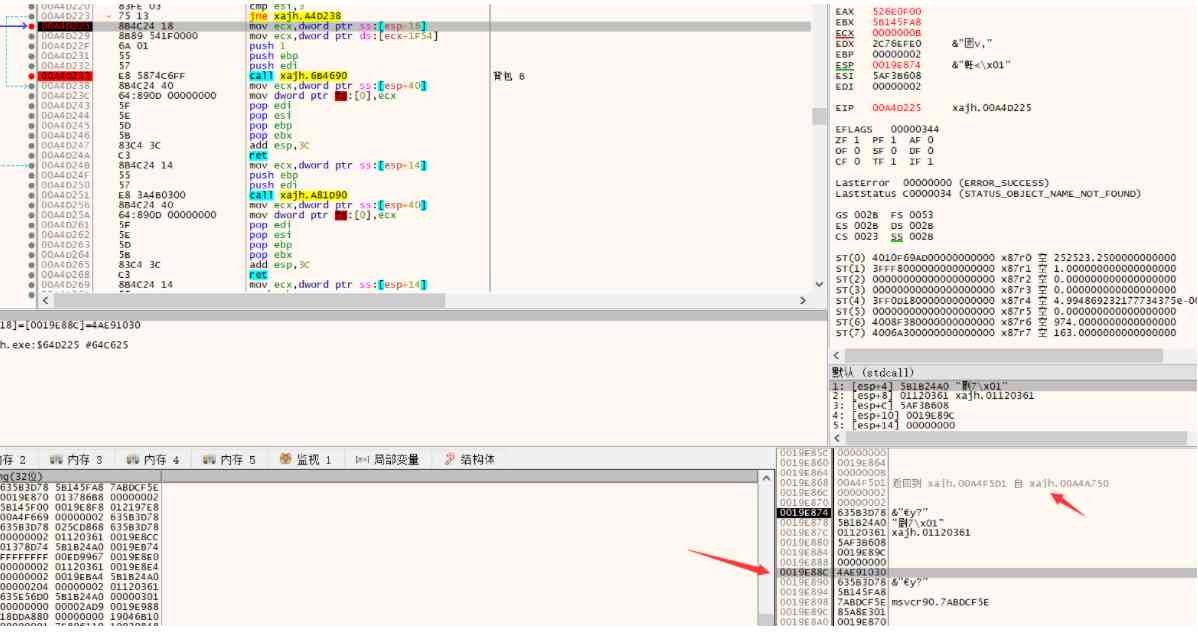 00A4D220 83FE 03 cmp esi,3
00A4D223 75 13 jne xajh.A4D238
00A4D225 8B4C24 18 mov ecx,dword ptr ss:[esp+18]
00A4D229 8B89 541F0000 mov ecx,dword ptr ds:[ecx+1F54]
00A4D22F 6A 01 push 1
00A4D231 55 push ebp
00A4D232 57 push edi
00A4D233 E8 5874C6FF call xajh.6B4690 背包 6
00A4D238 8B4C24 40 mov ecx,dword ptr ss:[esp+40]
00A4D23C 64:890D 00000000 mov dword ptr fs:[0],ecx
00A4D243 5F pop edi
00A4D244 5E pop esi
00A4D245 5D pop ebp
00A4D246 5B pop ebx
00A4D247 83C4 3C add esp,3C
00A4D24A C3 ret
00A4D24B 8B4C24 14 mov ecx,dword ptr ss:[esp+14]
00A4D24F 55 push ebp
00A4D250 57 push edi
00A4D251 E8 3A4B0300 call xajh.A81D90
00A4D256 8B4C24 40 mov ecx,dword ptr ss:[esp+40]
00A4D25A 64:890D 00000000 mov dword ptr fs:[0],ecx
00A4D261 5F pop edi
00A4D262 5E pop esi
00A4D263 5D pop ebp
00A4D264 5B pop ebx
00A4D265 83C4 3C add esp,3C
00A4D268 C3 ret
00A4D269 8B4C24 14 mov ecx,dword ptr ss:[esp+14]
18]=[0019E88C]=4AE91030
h.exe:$64D225 #64C625
EAX 526E0F00
EBX 5B145FA8
ECX 0000000B
EDX 2C76EFE0 &"图v,"
EBP 00000002
ESP 0019E874 &"毦<\x01"
ESI 5AF3B608
EDI 00000002
EIP 00A4D225 xajh.00A4D225
EFLAGS 00000344
ZF 1 PF 1 AF 0
OF 0 SF 0 DF 0
CF 0 TF 1 IF 1
LastError 00000000 (ERROR_SUCCESS)
LastStatus C0000034 (STATUS_OBJECT_NAME_NOT_FOUND)
GS 002B FS 0053
ES 002B DS 002B
CS 0023 SS 002B
ST(0) 4010F69AD00000000000 x87r0 空 252523.2500000000000
ST(1) 3FFF8000000000000000 x87r1 空 1.000000000000000000
ST(2) 00000000000000000000 x87r2 空 0.000000000000000000
ST(3) 00000000000000000000 x87r3 空 0.000000000000000000
ST(4) 3FF0D180000000000000 x87r4 空 4.994869232177734375e-0
ST(5) 00000000000000000000 x87r5 空 0.000000000000000000
ST(6) 4008F380000000000000 x87r6 空 974.0000000000000000
ST(7) 4006A300000000000000 x87r7 空 163.0000000000000000
默认 (stdcall)
1: [esp+4] 5B1B24A0 "劘7\x01"
2: [esp+8] 01120361 xajh.01120361
3: [esp+C] 5AF3B608
4: [esp+10] 0019E89C
5: [esp+14] 00000000
存 2 内存 3 内存 4 内存 5 监视 1 局部变量 结构体
ng(32位)
635B3D78 5B145FA8 7ABDCF5E
0019E870 013786B8 00000002
5B145F00 0019E8F8 012197E8
00A4F669 00000002 635B3D78
635B3D78 025CD868 635B3D78
00000002 01120361 0019E8CC
01378D74 5B1B24A0 0019EB74
FFFFFFFF 00ED9967 0019E8E0
00000002 01120361 0019E8E4
00000002 0019EBA4 5B1B24A0
00000204 00000002 01120361
635E56D0 5B1B24A0 00000301
00000000 00002AD9 0019E988
18DDA880 00000000 19046B10
0019E85C 00000000
0019E860 0019E864
0019E864 0000000B
0019E868 00A4F5D1 返回到 xajh.00A4F5D1 自 xajh.00A4A750
0019E86C 00000002
0019E870 00000002
0019E874 635B3D78 &"€y?"
0019E878 5B1B24A0 "劘7\x01"
0019E87C 01120361 xajh.01120361
0019E880 5AF3B608
0019E884 0019E89C
0019E888 00000000
0019E88C 4AE91030
0019E890 635B3D78 &"€y?"
0019E894 5B145FA8
0019E898 7ABDCF5E msvcr90.7ABDCF5E
0019E89C 85A8E301
0019E8A0 0019E870